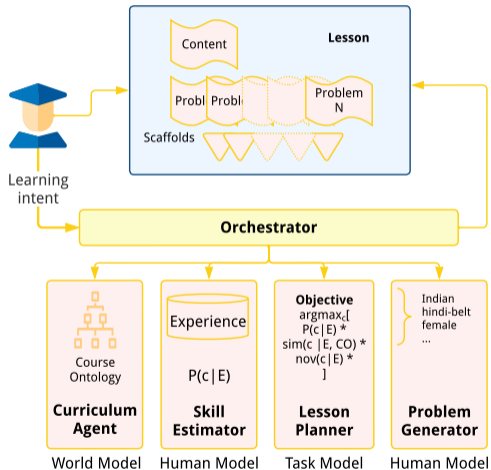 Lesson
Content
Probl
Probl
Problem
N
Scaffolds
Learning
intent
Orchestrator
Course
Ontology
Curriculum
Agent
World Model
Experience
P(c|E)
Skill
Estimator
Human Model
Objective
argmaxc[
P(c|E) *
sim(c |E, CO) *
nov(c|E) *
]
Lesson
Planner
Task Model
Indian
hindi-belt
female
...
Problem
Generator
Human Model